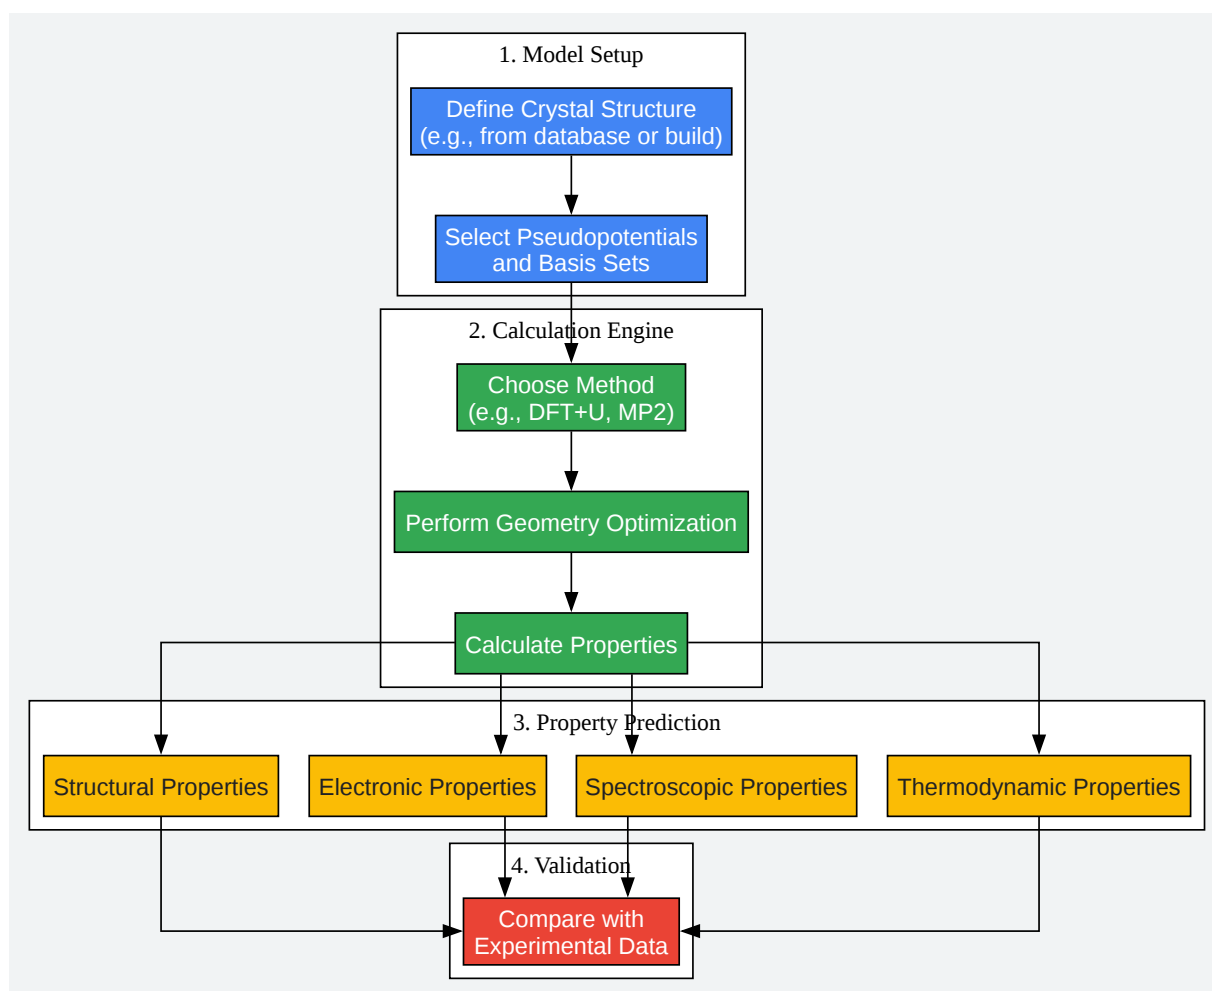 1. Model Setup
Define Crystal Structure
(e.g., from database or build)
Select Pseudopotentials
and Basis Sets
2. Calculation Engine
Choose Method
(e.g., DFT+U, MP2)
Perform Geometry Optimization
Calculate Properties
3. Property Prediction
Structural Properties
Electronic Properties
Spectroscopic Properties
Thermodynamic Properties
4. Validation
Compare with
Experimental Data